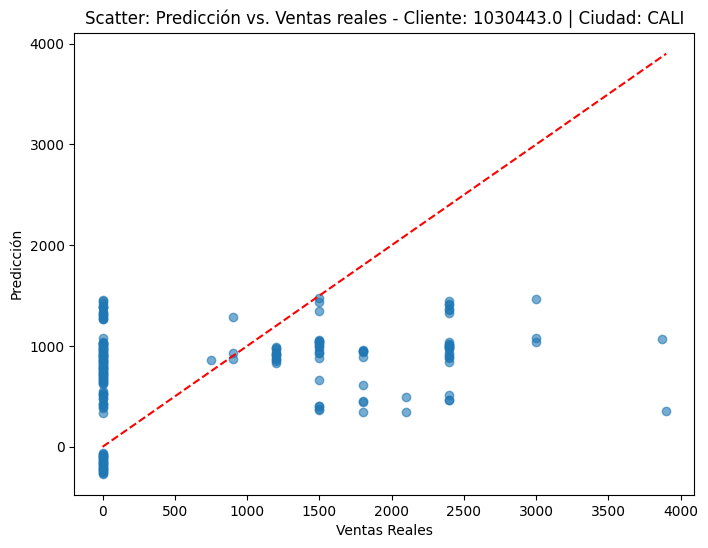 Scatter: Predicción vs. Ventas reales - Cliente: 1030443.0 | Ciudad: CALI
4000
3000
2000
1000
0
Predicción
0 500 1000 1500 2000 2500 3000 3500 4000
Ventas Reales